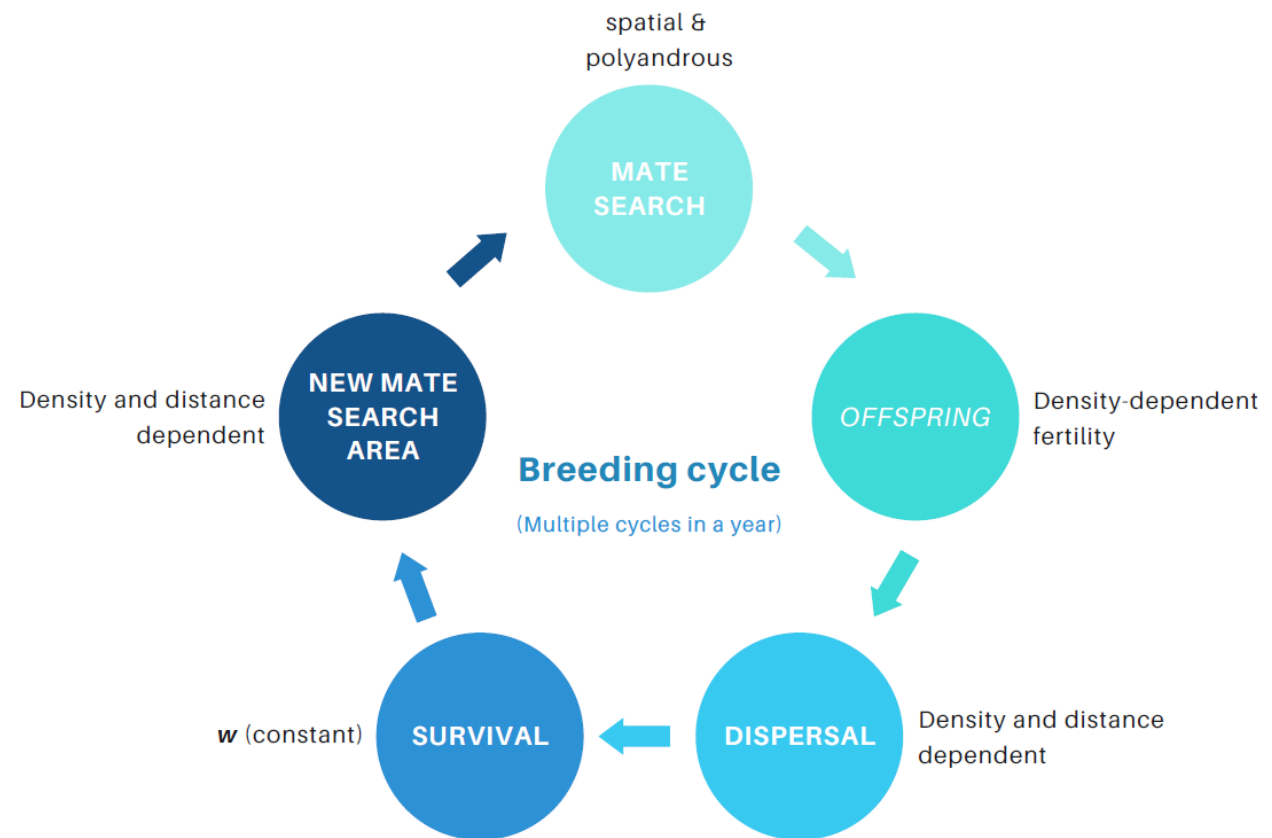 spatial &
polyandrous
MATE
SEARCH
OFFSPRING
Density-dependent
fertility
DISPERSAL
Density and distance
dependent
SURVIVAL
w (constant)
NEW MATE
SEARCH
AREA
Density and distance
dependent
Breeding cycle
(Multiple cycles in a year)